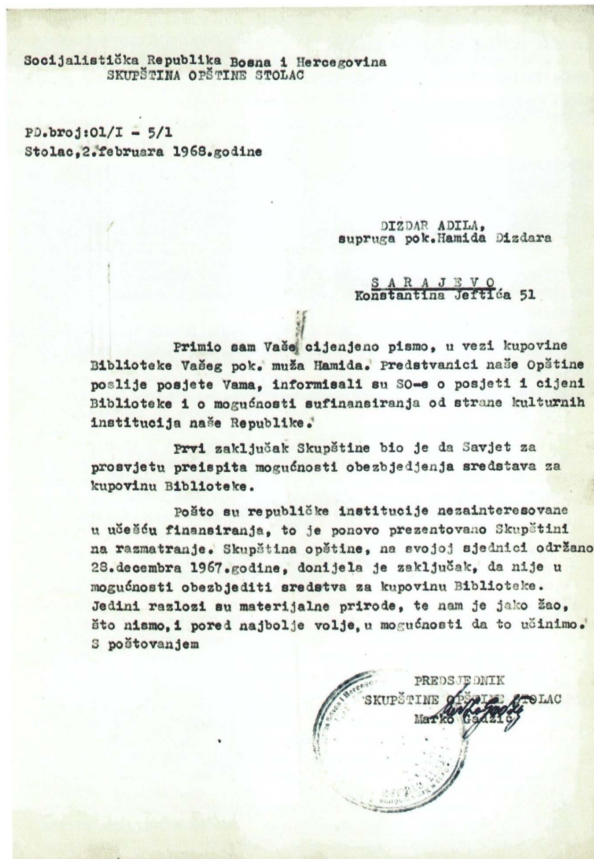 Socijalistička Republika Bosna i Hercegovina
SKUPŠTINA OPŠTINE STOLAC
PD.broj:01/I - 5/1
Stolac,2.februara 1968.godine
DIZDAR ADILA,
supruga pok.Hamida Dizdara
S A R A J E V O
Konstantina Jeftića 51
Primio sam Vaše cijenjeno pismo, u vezi kupovine
Biblioteke Vašeg pok. muža Hamida. Predstavnici naše Opštine
poslije posjete Vama, informisali su SO-e o posjeti i cijeni
Biblioteke i o mogućnosti sufinansiranja od strane kulturnih
institucija naše Republike.
Prvi zaključak Skupštine bio je da Savjet za
prosvjetu preispita mogućnosti obezbjedjenja sredstava za
kupovinu Biblioteke.
Pošto su republičke institucije nezainteresovane
u učešću finansiranja, to je ponovo prezentovano Skupštini
na razmatranje. Skupština opštine, na svojoj sjednici održano
28.decembra 1967.godine, donijela je zaključak, da nije u
mogućnosti obezbjediti sredstva za kupovinu Biblioteke.
Jedini razlozi su materijalne prirode, te nam je jako žao,
što nismo,i pored najbolje volje,u mogućnosti da to učinimo.
S poštovanjem
PREDSJEDNIK
SKUPŠTINE OPŠTINE STOLAC
Marko Gadžić